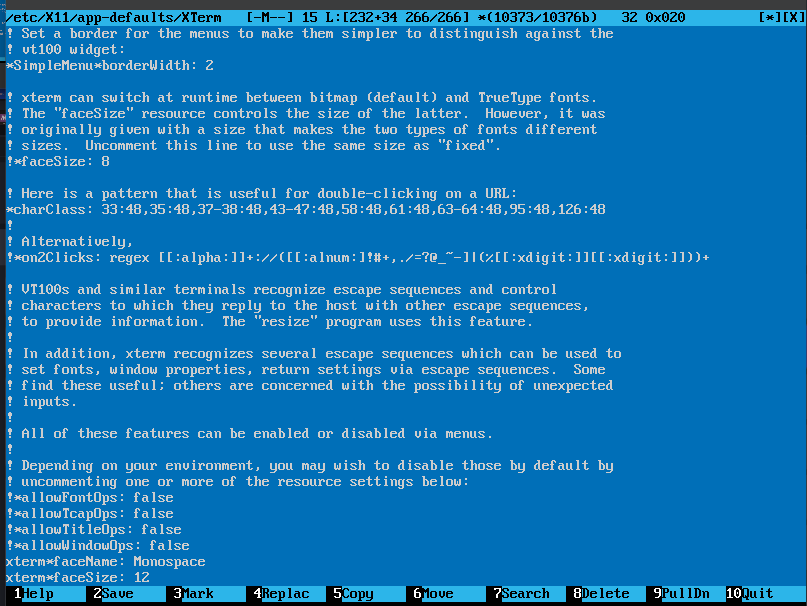 /etc/X11/app-defaults/XTerm   [-M--] 15 L:[232+34 266/266] *(10373/10376b)   32 0x020   [*][X]
! Set a border for the menus to make them simpler to distinguish against the
! vt100 widget:
*SimpleMenu*borderWidth: 2
! xterm can switch at runtime between bitmap (default) and TrueType fonts.
! The "faceSize" resource controls the size of the latter.  However, it was
! originally given with a size that makes the two types of fonts different
! sizes.  Uncomment this line to use the same size as "fixed".
!*faceSize: 8
! Here is a pattern that is useful for double-clicking on a URL:
*charClass: 33:48,35:48,37-38:48,43-47:48,58:48,61:48,63-64:48,95:48,126:48
!
! Alternatively,
!*on2Clicks: regex [[:alpha:]]+://([[:alnum:]!#+,./=?@_~-]|(%[[:xdigit:]][[:xdigit:]]))+
! VT100s and similar terminals recognize escape sequences and control
! characters to which they reply to the host with other escape sequences,
! to provide information.  The "resize" program uses this feature.
!
! In addition, xterm recognizes several escape sequences which can be used to
! set fonts, window properties, return settings via escape sequences.  Some
! find these useful; others are concerned with the possibility of unexpected
! inputs.
!
! All of these features can be enabled or disabled via menus.
!
! Depending on your environment, you may wish to disable those by default by
! uncommenting one or more of the resource settings below:
!*allowFontOps: false
!*allowTcapOps: false
!*allowTitleOps: false
!*allowWindowOps: false
xterm*faceName: Monospace
xterm*faceSize: 12
1Help 2Save 3Mark 4Replac 5Copy 6Move 7Search 8Delete 9PullDn 10Quit